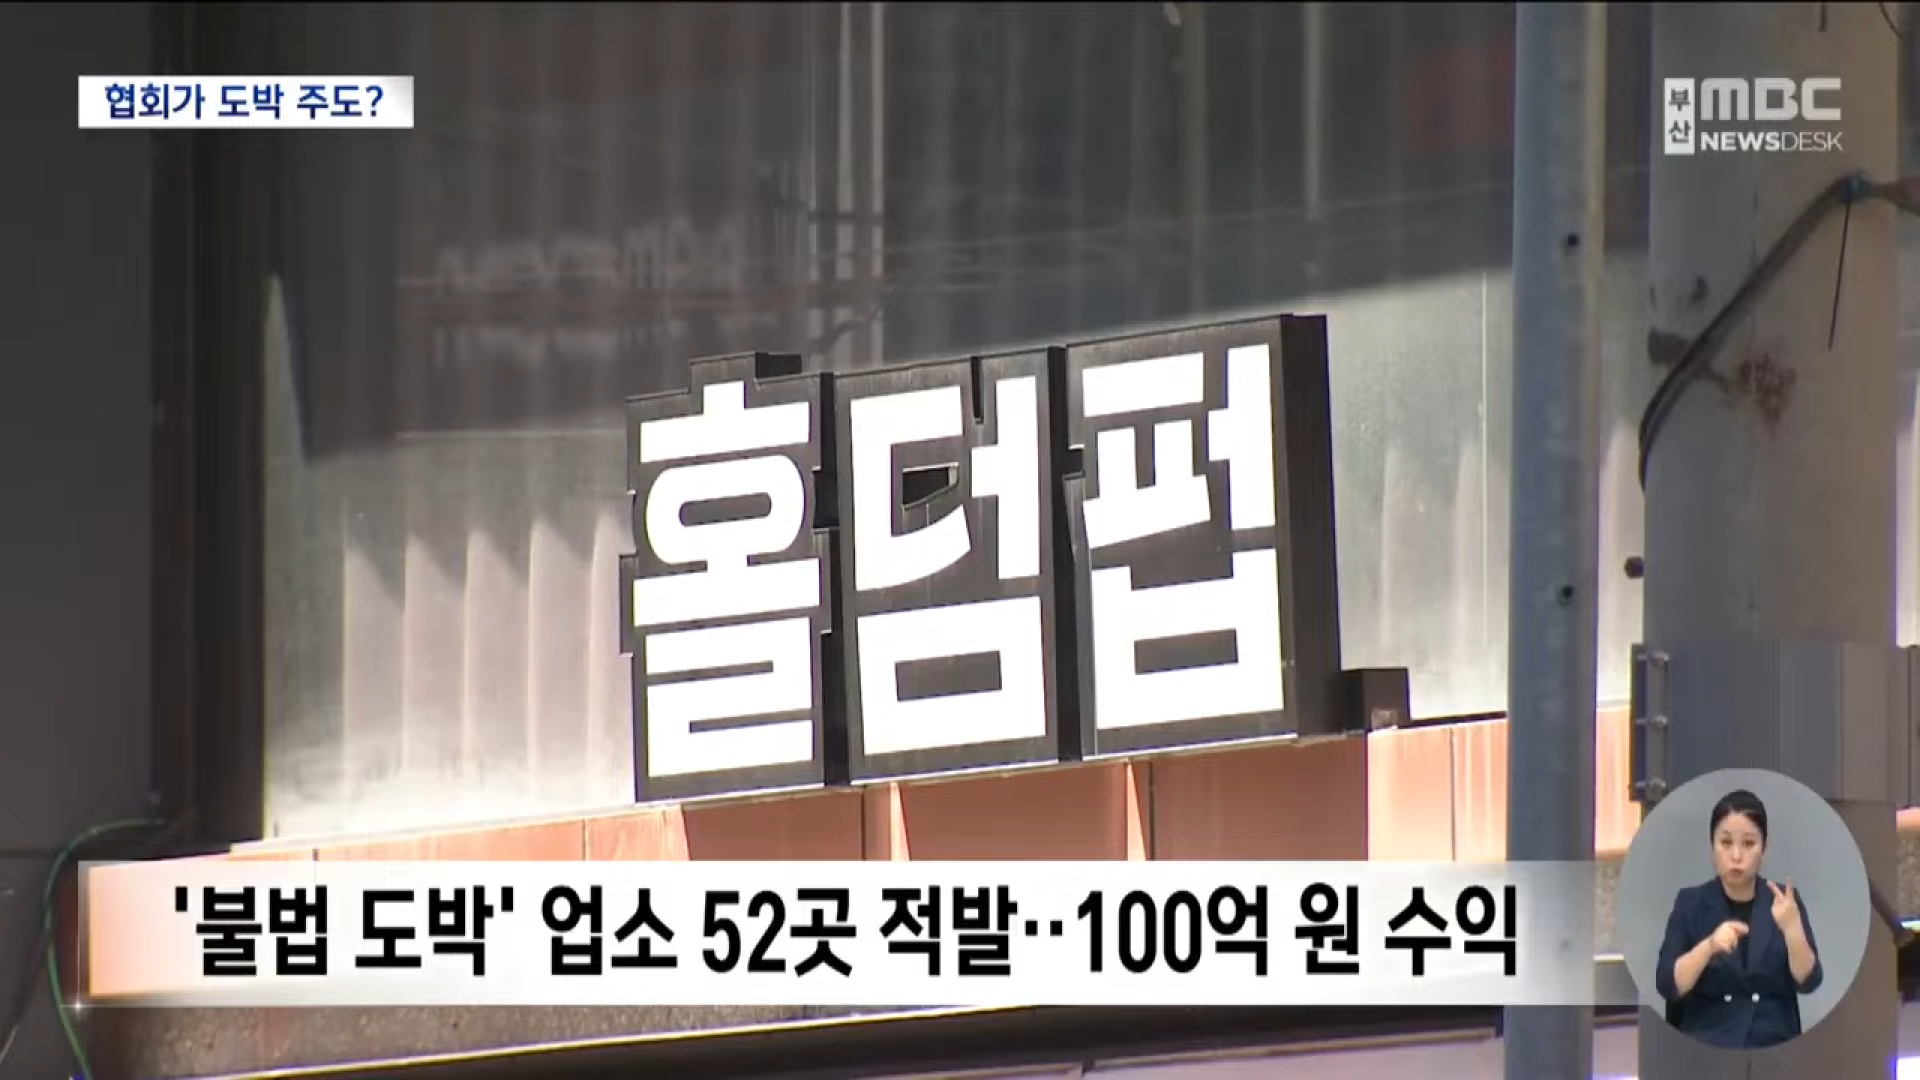 협회가 도박 주도?
부산 MBC
NEWSDESK
홀덤펍
'불법 도박' 업소 52곳 적발··100억 원 수익